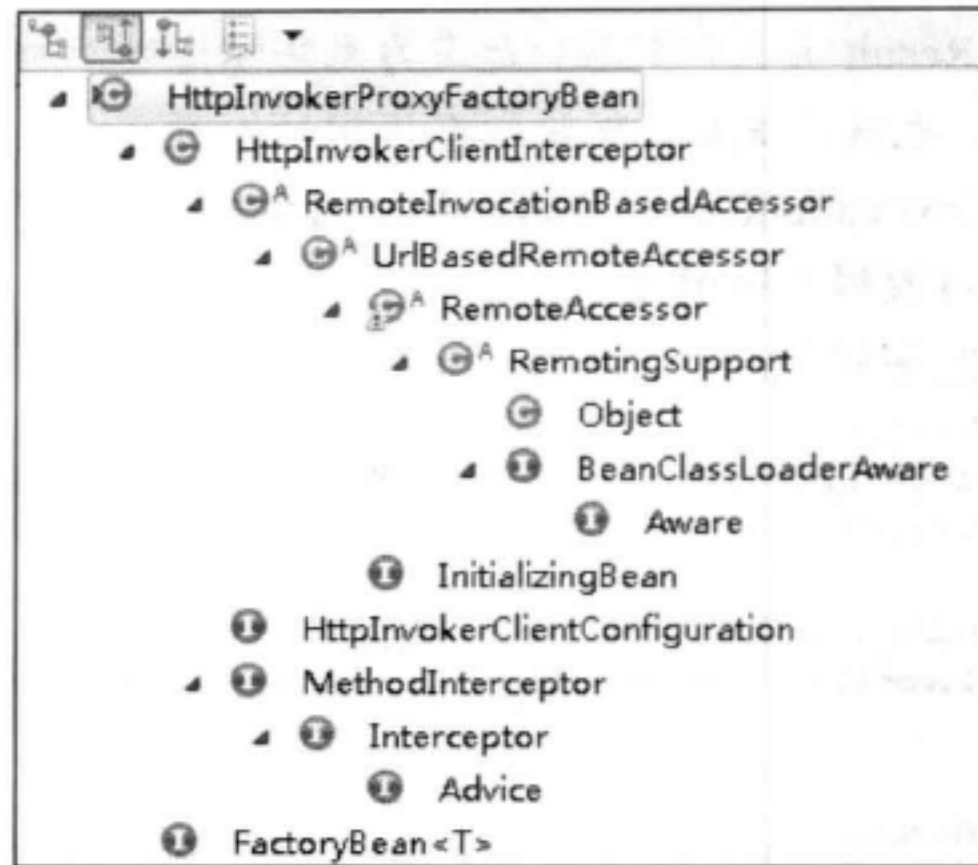 HttpInvokerProxyFactoryBean
HttpInvokerClientInterceptor
A RemoteInvocationBasedAccessor
A UrlBasedRemoteAccessor
A RemoteAccessor
A RemotingSupport
Object
BeanClassLoaderAware
Aware
InitializingBean
HttpInvokerClientConfiguration
MethodInterceptor
Interceptor
Advice
FactoryBean<T>